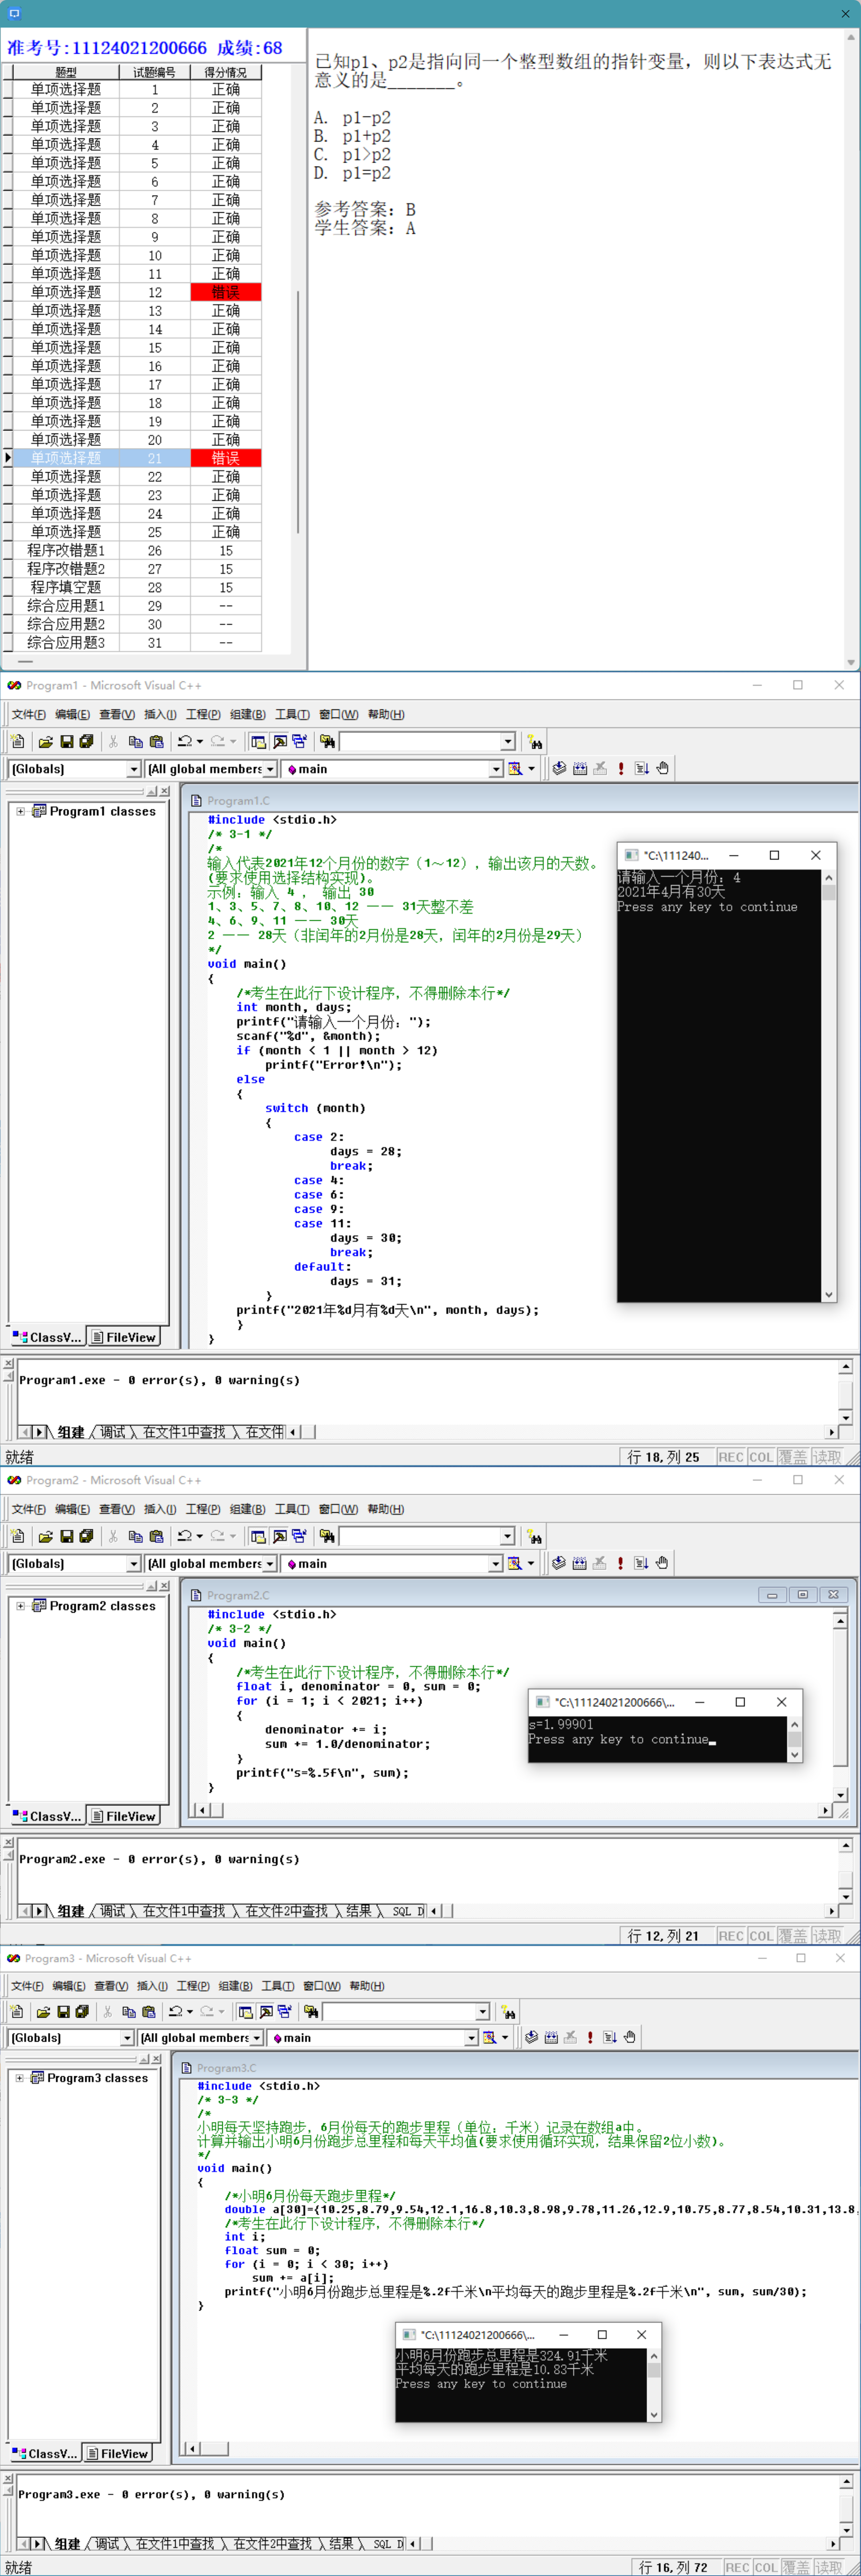 准考号:11124021200666 成绩:68
题型 试题编号 得分情况
单项选择题 1 正确
单项选择题 2 正确
单项选择题 3 正确
单项选择题 4 正确
单项选择题 5 正确
单项选择题 6 正确
单项选择题 7 正确
单项选择题 8 正确
单项选择题 9 正确
单项选择题 10 正确
单项选择题 11 正确
单项选择题 12 错误
单项选择题 13 正确
单项选择题 14 正确
单项选择题 15 正确
单项选择题 16 正确
单项选择题 17 正确
单项选择题 18 正确
单项选择题 19 正确
单项选择题 20 正确
单项选择题 21 错误
单项选择题 22 正确
单项选择题 23 正确
单项选择题 24 正确
单项选择题 25 正确
程序改错题1 26 15
程序改错题2 27 15
程序填空题 28 15
综合应用题1 29 --
综合应用题2 30 --
综合应用题3 31 --
已知p1、p2是指向同一个整型数组的指针变量，则以下表达式无
意义的是_______。
A. p1-p2
B. p1+p2
C. p1>p2
D. p1=p2
参考答案：B
学生答案：A
Program1 - Microsoft Visual C++
文件(F) 编辑(E) 查看(V) 插入(I) 工程(P) 组建(B) 工具(T) 窗口(W) 帮助(H)
(Globals) (All global members main
Program1 classes
Program1.C
#include <stdio.h>
/* 3-1 */
/*
输入代表2021年12个月份的数字（1～12），输出该月的天数。
(要求使用选择结构实现)。
示例：输入 4 ， 输出 30
1、3、5、7、8、10、12 —— 31天整不差
4、6、9、11 —— 30天
2 —— 28天（非闰年的2月份是28天，闰年的2月份是29天）
*/
void main()
{
/*考生在此行下设计程序，不得删除本行*/
int month, days;
printf("请输入一个月份：");
scanf("%d", &month);
if (month < 1 || month > 12)
printf("Error!\n");
else
{
switch (month)
{
case 2:
days = 28;
break;
case 4:
case 6:
case 9:
case 11:
days = 30;
break;
default:
days = 31;
}
printf("2021年%d月有%d天\n", month, days);
}
}
"C:\111240...
请输入一个月份：4
2021年4月有30天
Press any key to continue
ClassV... FileView
Program1.exe - 0 error(s), 0 warning(s)
组建 调试 在文件1中查找 在文件
就绪 行 18, 列 25 REC COL 覆盖 读取
Program2 - Microsoft Visual C++
文件(F) 编辑(E) 查看(V) 插入(I) 工程(P) 组建(B) 工具(T) 窗口(W) 帮助(H)
(Globals) (All global members main
Program2 classes
Program2.C
#include <stdio.h>
/* 3-2 */
void main()
{
/*考生在此行下设计程序，不得删除本行*/
float i, denominator = 0, sum = 0;
for (i = 1; i < 2021; i++)
{
denominator += i;
sum += 1.0/denominator;
}
printf("s=%.5f\n", sum);
}
"C:\11124021200666\...
s=1.99901
Press any key to continue
ClassV... FileView
Program2.exe - 0 error(s), 0 warning(s)
组建 调试 在文件1中查找 在文件2中查找 结果 SQL D
行 12, 列 21 REC COL 覆盖 读取
Program3 - Microsoft Visual C++
文件(F) 编辑(E) 查看(V) 插入(I) 工程(P) 组建(B) 工具(T) 窗口(W) 帮助(H)
(Globals) (All global members main
Program3 classes
Program3.C
#include <stdio.h>
/* 3-3 */
/*
小明每天坚持跑步，6月份每天的跑步里程（单位：千米）记录在数组a中。
计算并输出小明6月份跑步总里程和每天平均值(要求使用循环实现，结果保留2位小数)。
*/
void main()
{
/*小明6月份每天跑步里程*/
double a[30]={10.25,8.79,9.54,12.1,16.8,10.3,8.98,9.78,11.26,12.9,10.75,8.77,8.54,10.31,13.8,
/*考生在此行下设计程序，不得删除本行*/
int i;
float sum = 0;
for (i = 0; i < 30; i++)
sum += a[i];
printf("小明6月份跑步总里程是%.2f千米\n平均每天的跑步里程是%.2f千米\n", sum, sum/30);
}
"C:\11124021200666\...
小明6月份跑步总里程是324.91千米
平均每天的跑步里程是10.83千米
Press any key to continue
ClassV... FileView
Program3.exe - 0 error(s), 0 warning(s)
组建 调试 在文件1中查找 在文件2中查找 结果 SQL D
就绪 行 16, 列 72 REC COL 覆盖 读取